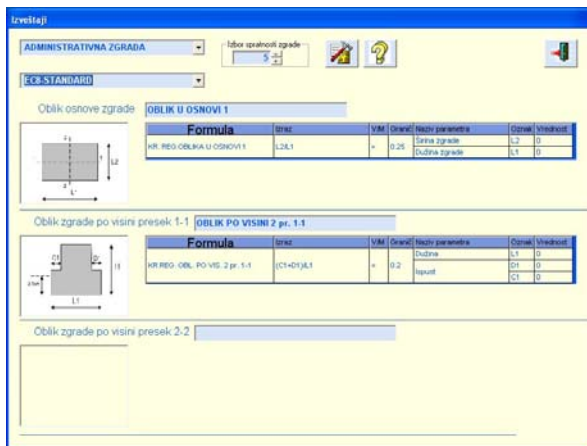 Izveštaji
ADMINISTRATIVNA ZGRADA
Izbor spratnosti zgrade
5
EC8-STANDARD
Oblik osnove zgrade OBLIK U OSNOVI 1
Formula Izraz V/M Granič Naziv parametra Oznak Vrednost
KR. REG.OBLIKA U OSNOVI 1 L2/L1 0.25 Širina zgrade L2 0
Dužina zgrade L1 0
L2
L1
Oblik zgrade po visini presek 1-1 OBLIK PO VISINI 2 pr. 1-1
Formula Izraz V/M Granič Naziv parametra Oznak Vrednost
KR.REG. OBL. PO VIS. 2 pr. 1-1 (C1+D1)/L1 0.2 Dužina L1 0
Ispust D1 0
C1 0
C1
L1
Oblik zgrade po visini presek 2-2